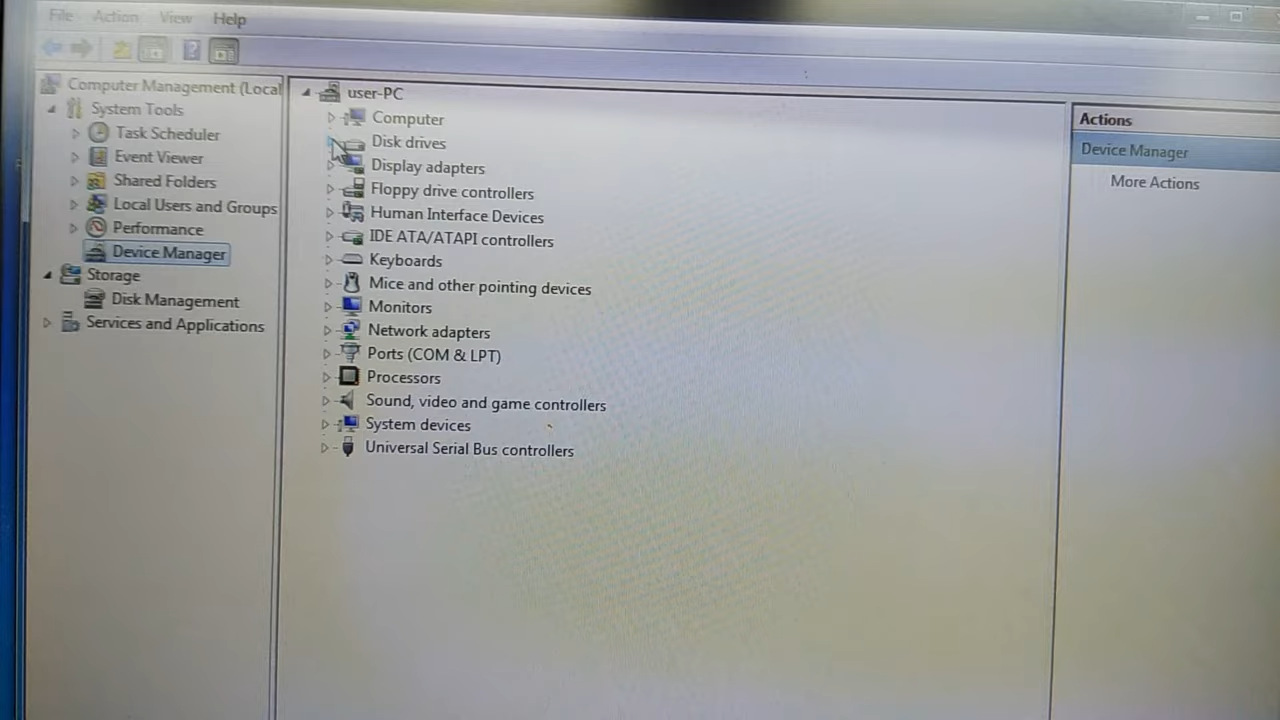 File Action View Help
Computer Management (Local
System Tools
Task Scheduler
Event Viewer
Shared Folders
Local Users and Groups
Performance
Device Manager
Storage
Disk Management
Services and Applications
user-PC
Computer
Disk drives
Display adapters
Floppy drive controllers
Human Interface Devices
IDE ATA/ATAPI controllers
Keyboards
Mice and other pointing devices
Monitors
Network adapters
Ports (COM & LPT)
Processors
Sound, video and game controllers
System devices
Universal Serial Bus controllers
Actions
Device Manager
More Actions